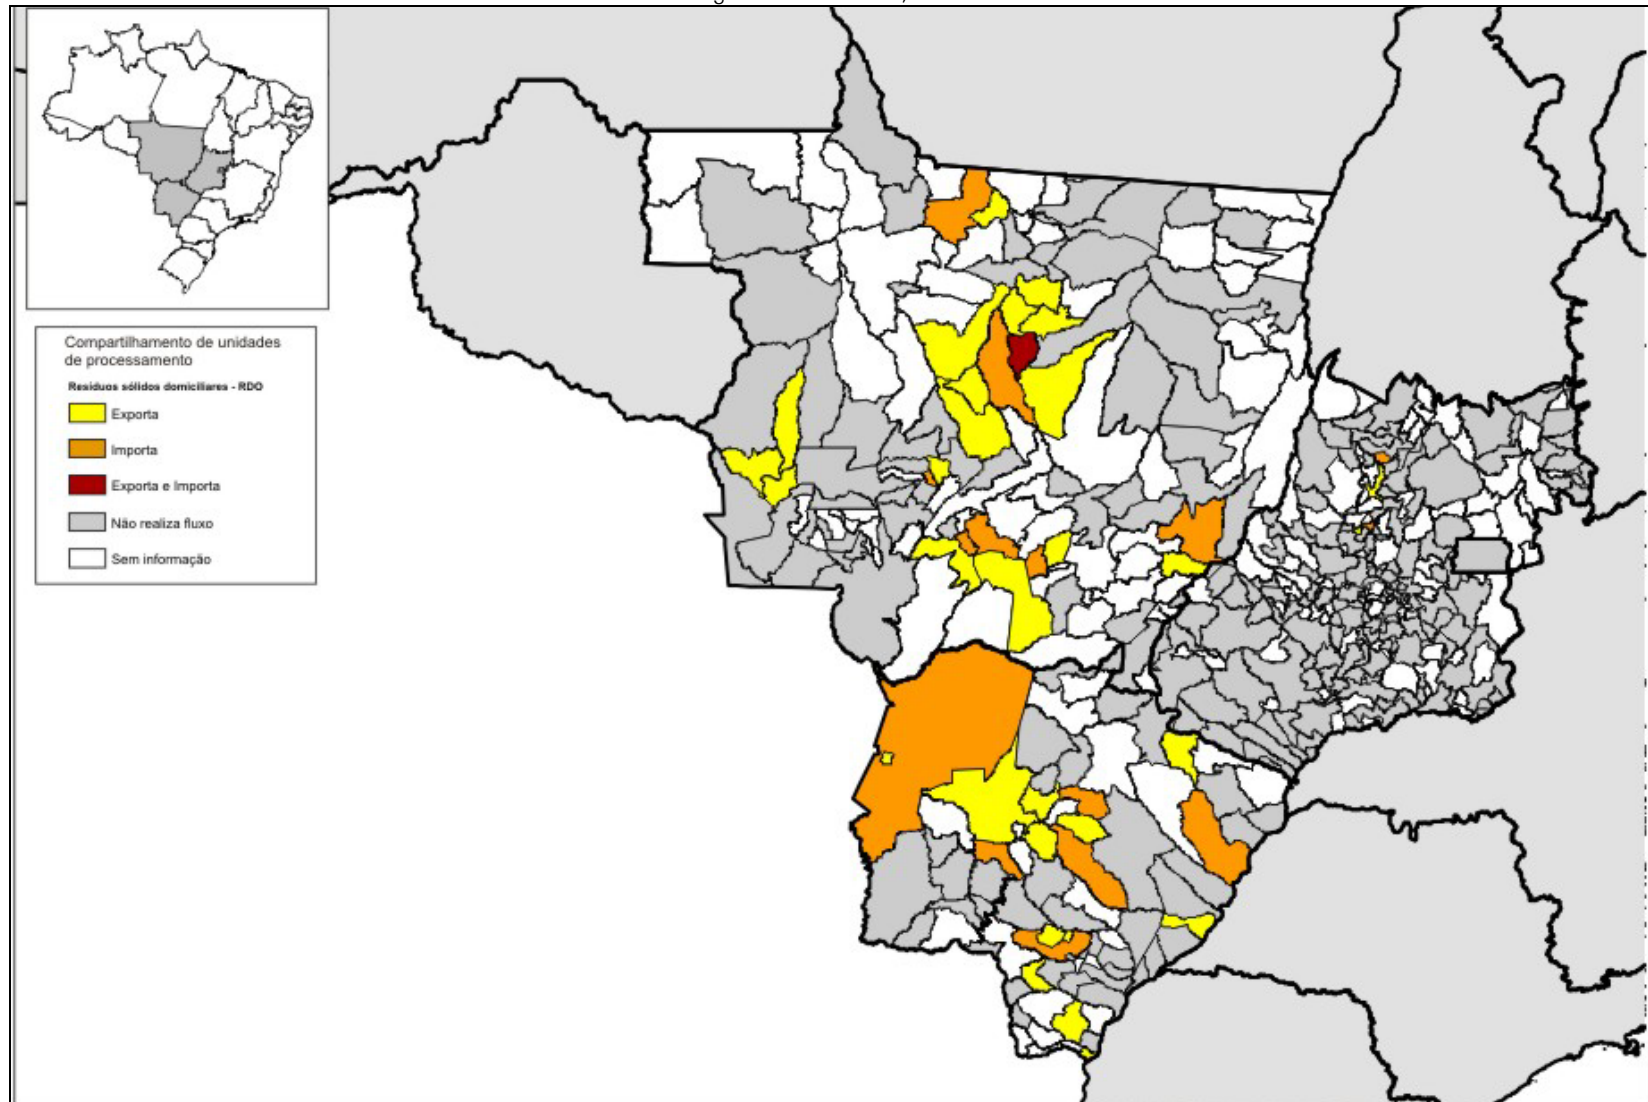 Compartilhamento de unidades
de processamento
Resíduos sólidos domiciliares - RDO
Exporta
Importa
Exporta e Importa
Não realiza fluxo
Sem informação